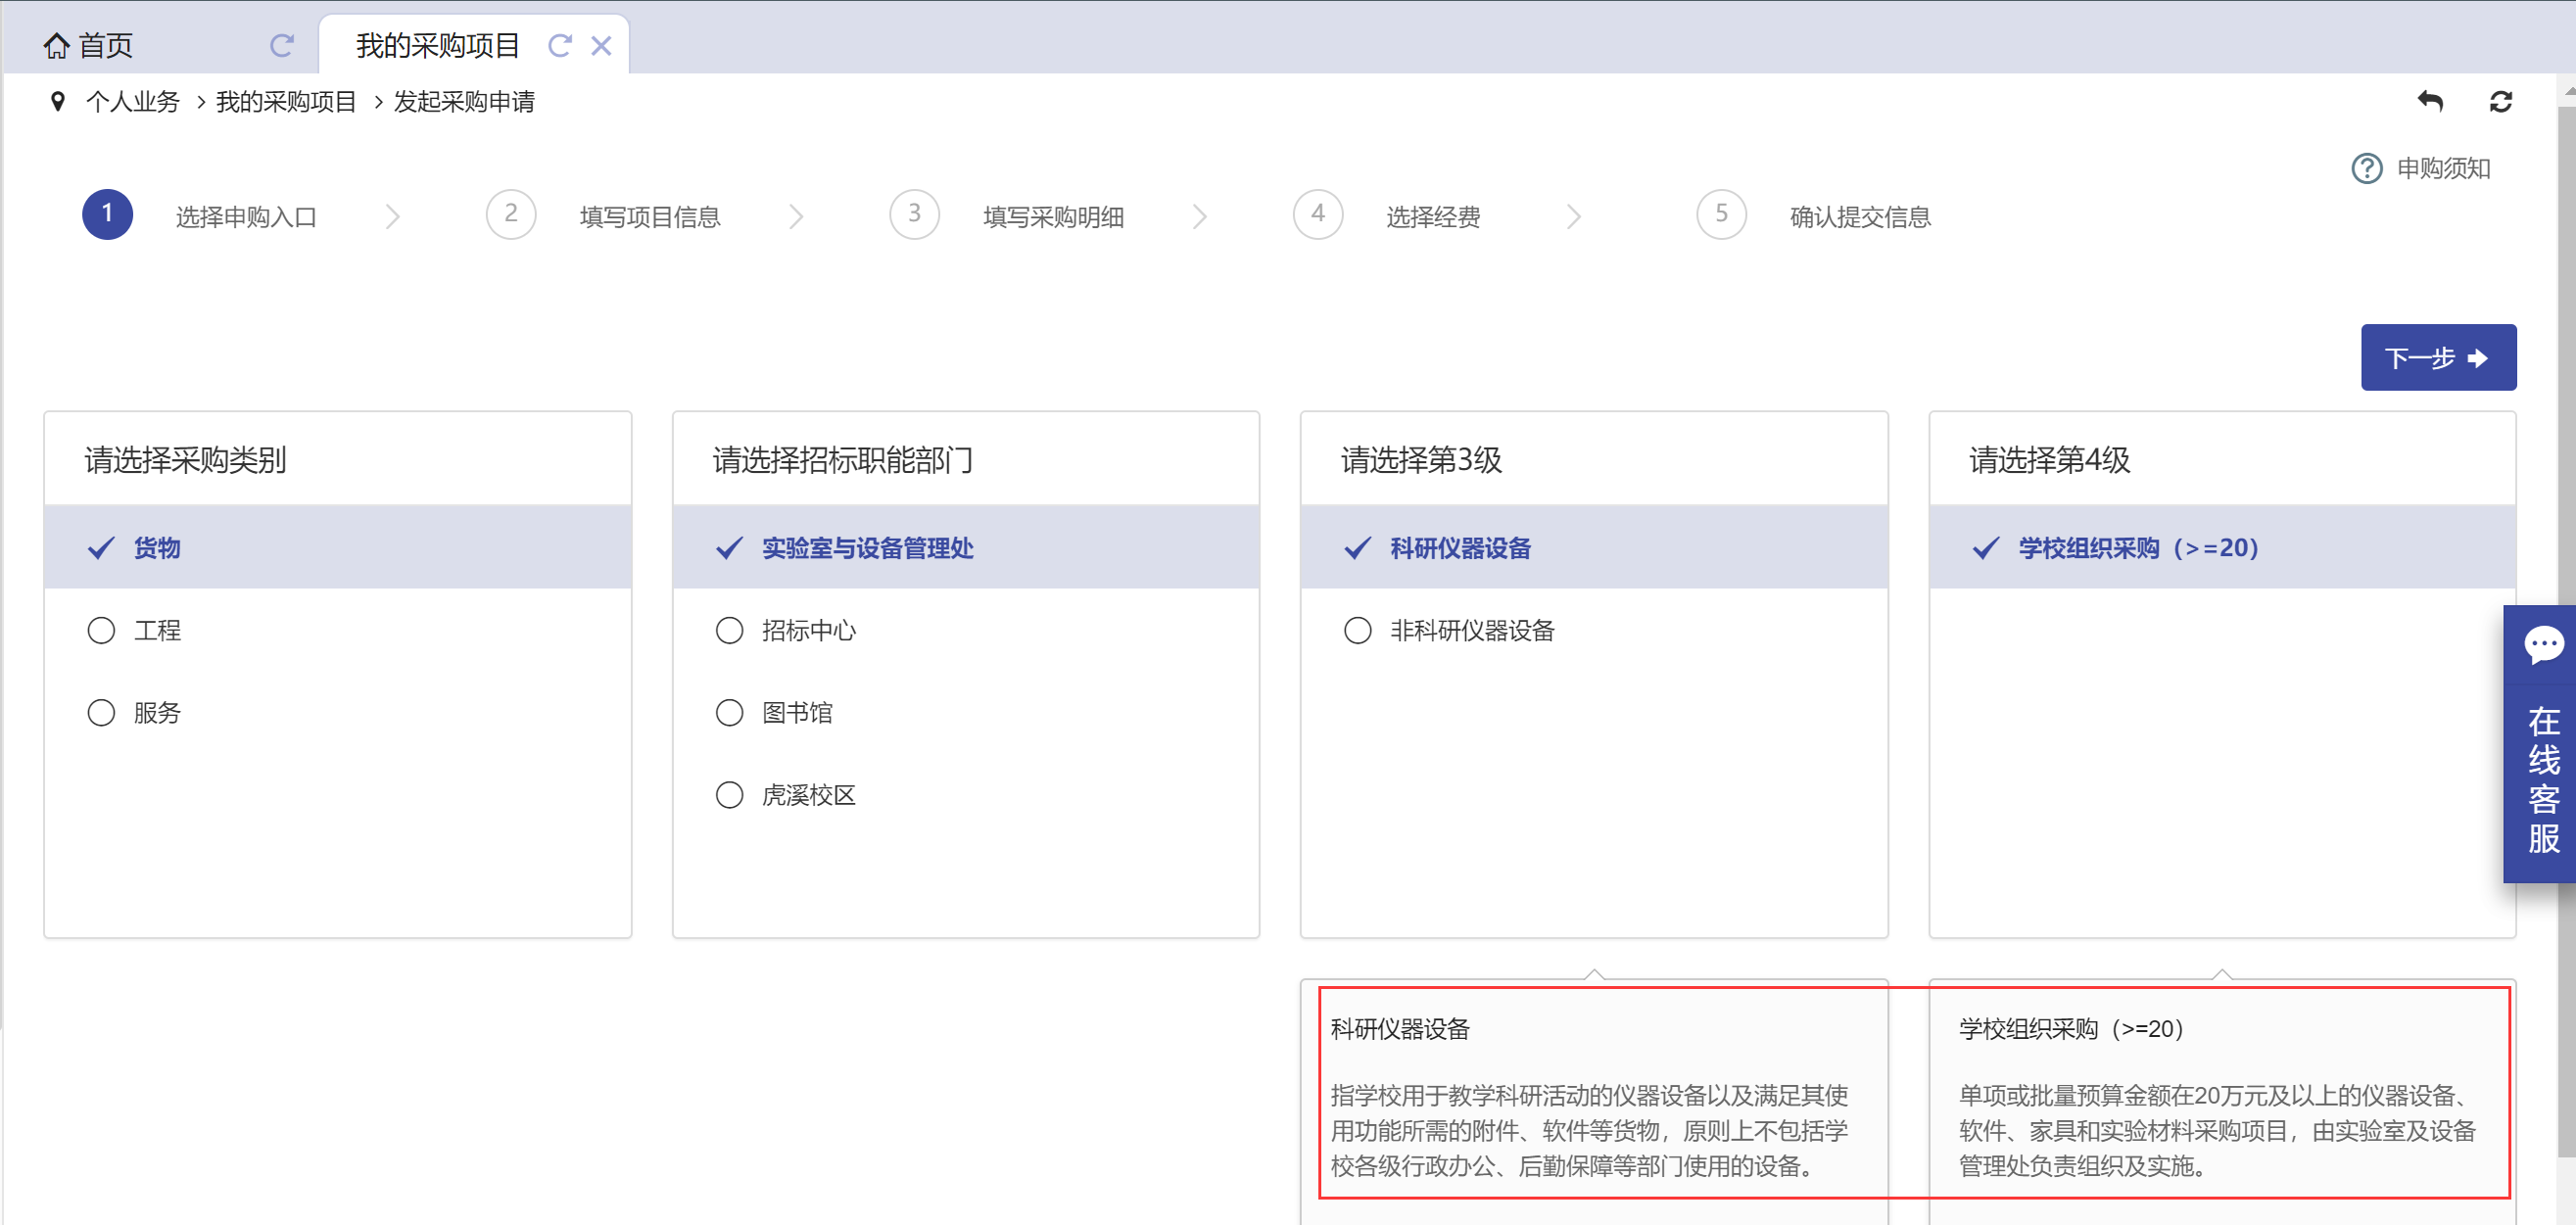 首页
我的采购项目
个人业务 > 我的采购项目 > 发起采购申请
申购须知
1 选择申购入口
2 填写项目信息
3 填写采购明细
4 选择经费
5 确认提交信息
下一步
请选择采购类别
货物
工程
服务
请选择招标职能部门
实验室与设备管理处
招标中心
图书馆
虎溪校区
请选择第3级
科研仪器设备
非科研仪器设备
请选择第4级
学校组织采购（>=20）
在线客服
科研仪器设备
指学校用于教学科研活动的仪器设备以及满足其使
用功能所需的附件、软件等货物，原则上不包括学
校各级行政办公、后勤保障等部门使用的设备。
学校组织采购（>=20）
单项或批量预算金额在20万元及以上的仪器设备、
软件、家具和实验材料采购项目，由实验室及设备
管理处负责组织及实施。